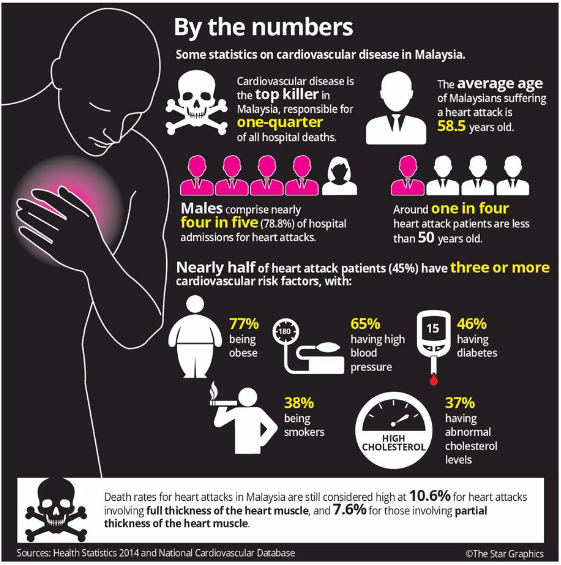 By the numbers
Some statistics on cardiovascular disease in Malaysia.
Cardiovascular disease is
the top killer in
Malaysia, responsible for
one-quarter
of all hospital deaths.
The average age
of Malaysians suffering
a heart attack is
58.5 years old.
Males comprise nearly
four in five (78.8%) of hospital
admissions for heart attacks.
Around one in four
heart attack patients are less
than 50 years old.
Nearly half of heart attack patients (45%) have three or more
cardiovascular risk factors, with:
77%
being
obese
180
65%
having high
blood
pressure
15
46%
having
diabetes
38%
being
smokers
HIGH
CHOLESTEROL
37%
having
abnormal
cholesterol
levels
Death rates for heart attacks in Malaysia are still considered high at 10.6% for heart attacks
involving full thickness of the heart muscle, and 7.6% for those involving partial
thickness of the heart muscle.
Sources: Health Statistics 2014 and National Cardiovascular Database
©The Star Graphics